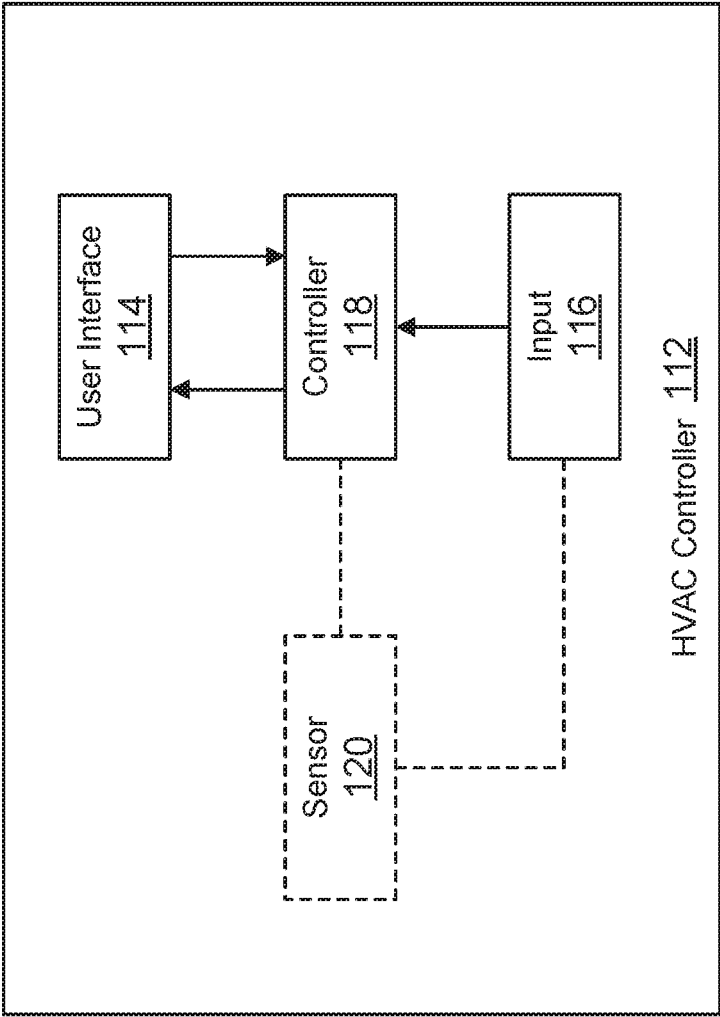 User Interface
114
Sensor
120
Controller
118
Input
116
HVAC Controller 112